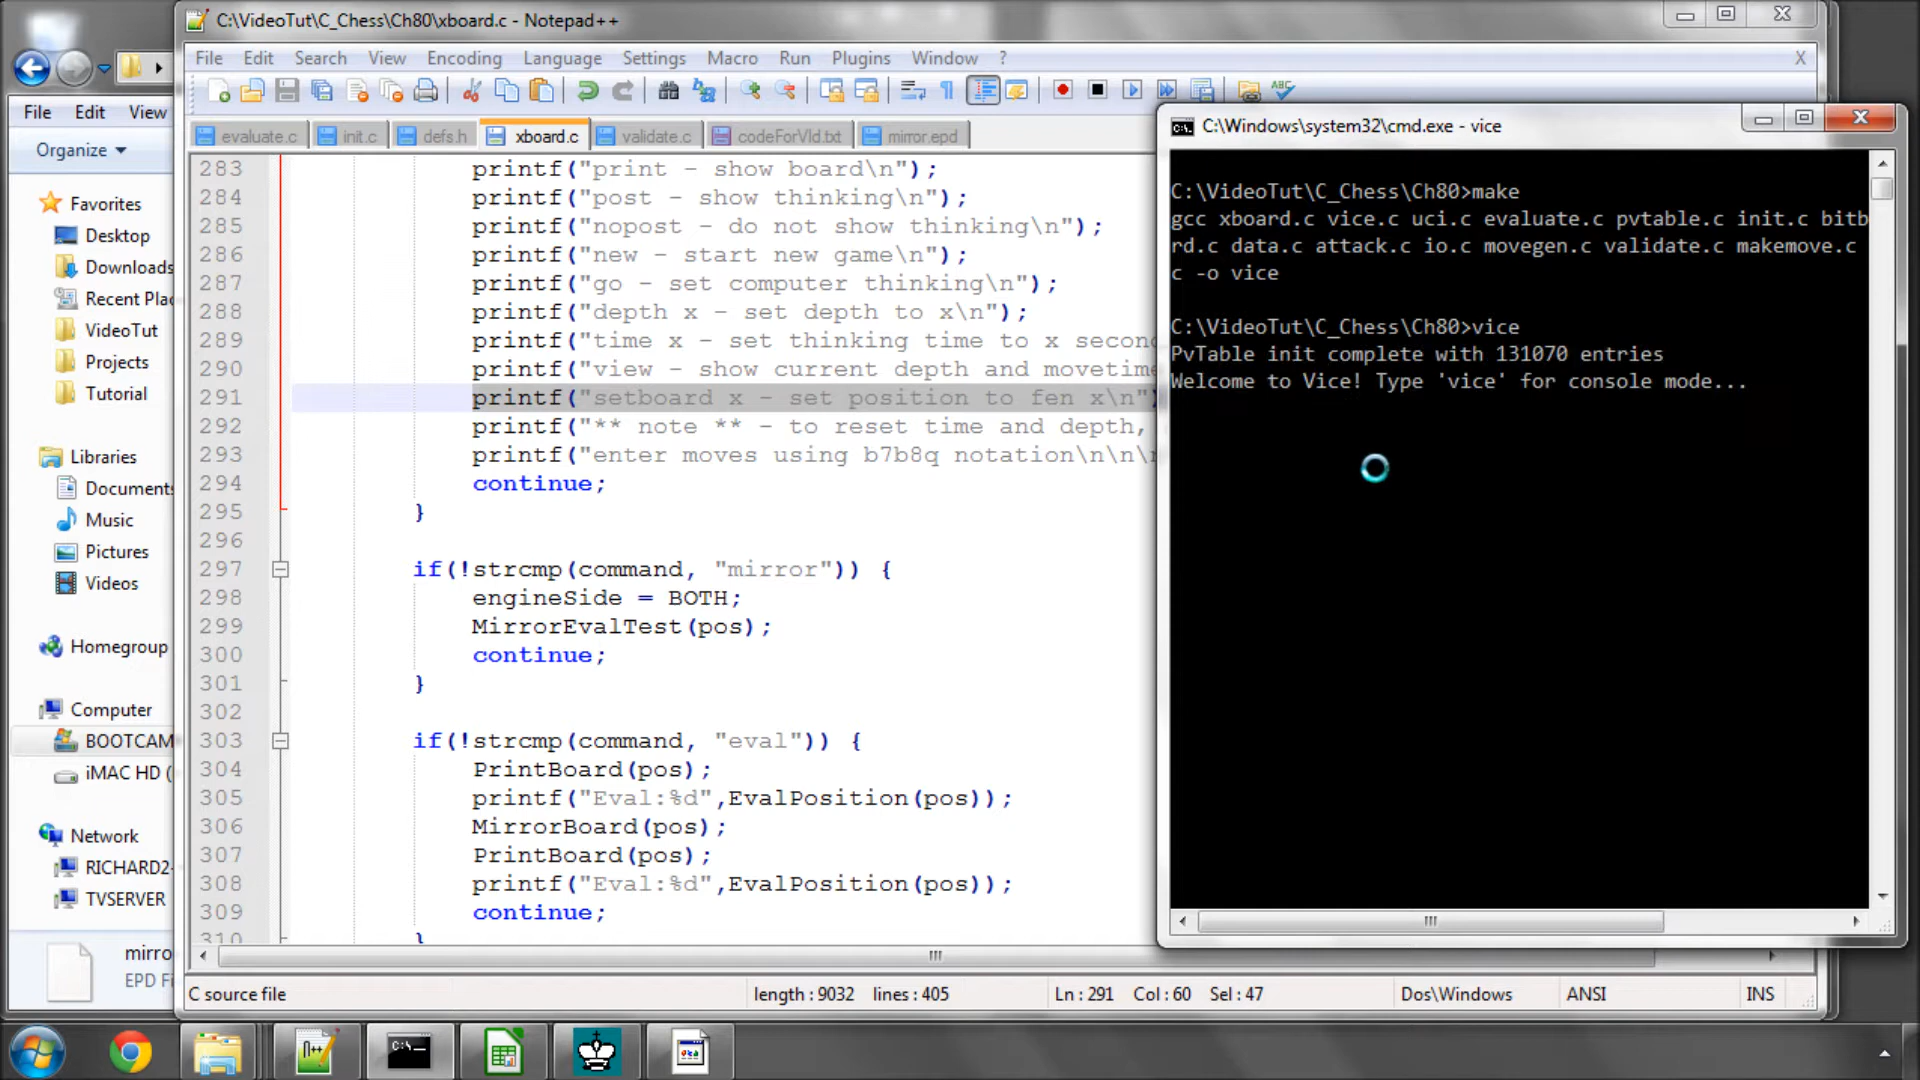 C:\VideoTut\C_Chess\Ch80\xboard.c - Notepad++
File Edit Search View Encoding Language Settings Macro Run Plugins Window ?
X
evaluate.c
init.c
defs.h
xboard.c
validate.c
codeForVid.txt
mirror.epd
File Edit View
Organize
Favorites
Desktop
Downloads
Recent Plac
VideoTut
Projects
Tutorial
Libraries
Documents
Music
Pictures
Videos
Homegroup
Computer
BOOTCAM
iMAC HD (
Network
RICHARD2-
TVSERVER
mirro
EPD Fi
283 printf("print - show board\n");
284 printf("post - show thinking\n");
285 printf("nopost - do not show thinking\n");
286 printf("new - start new game\n");
287 printf("go - set computer thinking\n");
288 printf("depth x - set depth to x\n");
289 printf("time x - set thinking time to x secon
290 printf("view - show current depth and movetime
291 printf("setboard x - set position to fen x\n"
292 printf("** note ** - to reset time and depth,
293 printf("enter moves using b7b8q notation\n\n\
294 continue;
295 }
296
297 if(!strcmp(command, "mirror")) {
298 engineSide = BOTH;
299 MirrorEvalTest(pos);
300 continue;
301 }
302
303 if(!strcmp(command, "eval")) {
304 PrintBoard(pos);
305 printf("Eval:%d",EvalPosition(pos));
306 MirrorBoard(pos);
307 PrintBoard(pos);
308 printf("Eval:%d",EvalPosition(pos));
309 continue;
310 }
C source file length : 9032 lines : 405 Ln : 291 Col : 60 Sel : 47 Dos\Windows ANSI INS
C:\Windows\system32\cmd.exe - vice
C:\VideoTut\C_Chess\Ch80>make
gcc xboard.c vice.c uci.c evaluate.c pvtable.c init.c bitb
rd.c data.c attack.c io.c movegen.c validate.c makemove.c
c -o vice
C:\VideoTut\C_Chess\Ch80>vice
PvTable init complete with 131070 entries
Welcome to Vice! Type 'vice' for console mode...